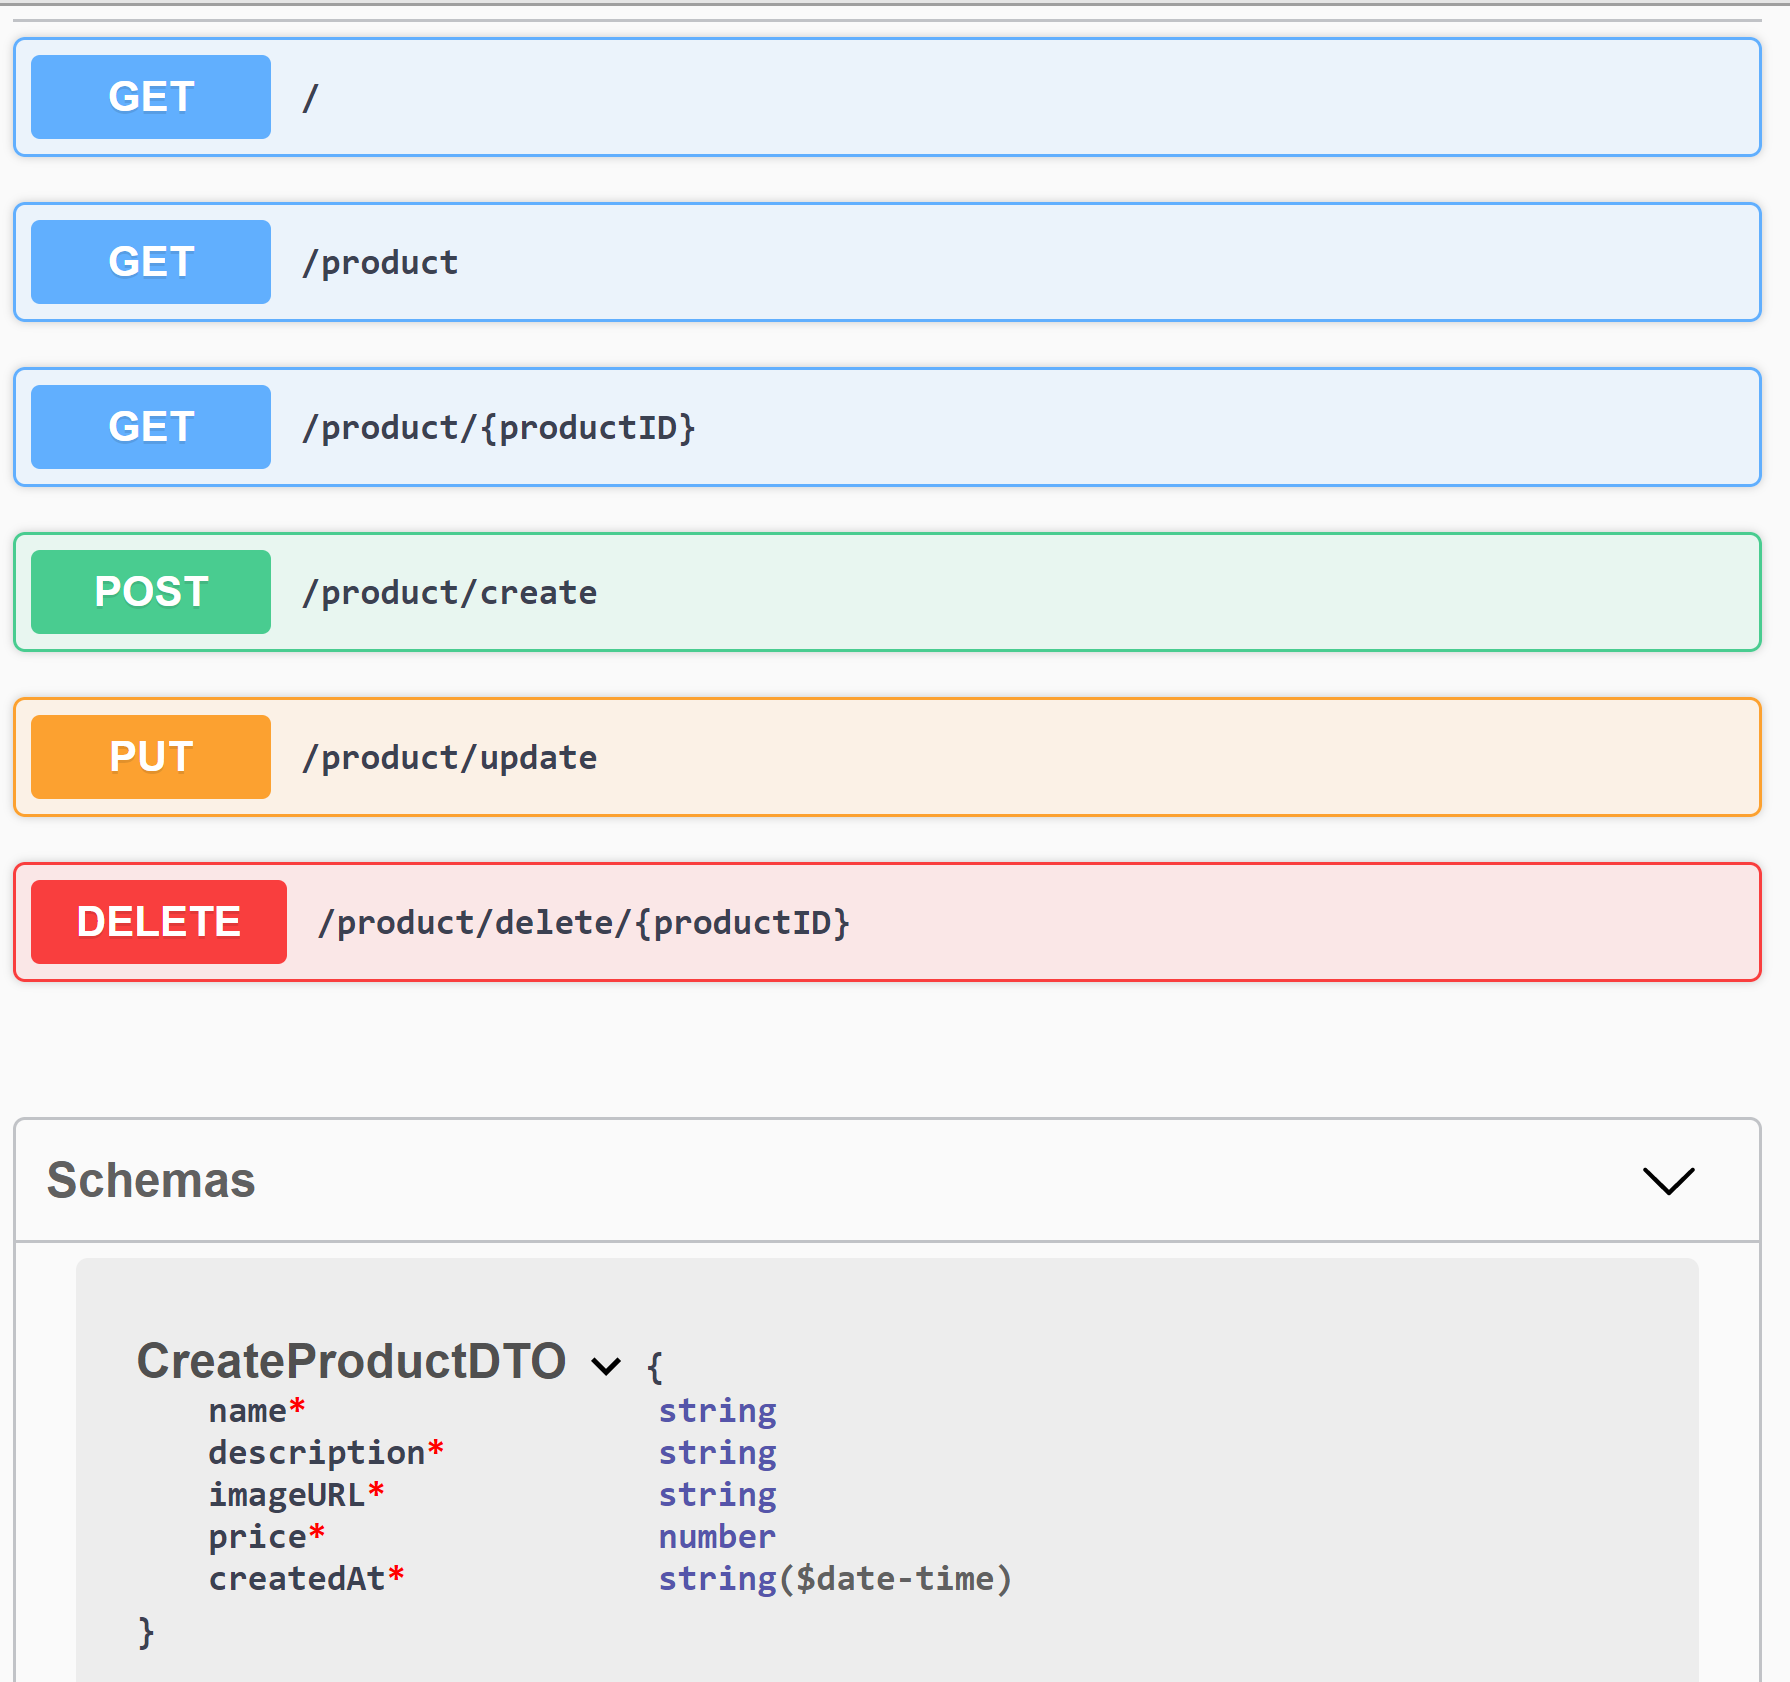 GET /
GET /product
GET /product/{productID}
POST /product/create
PUT /product/update
DELETE /product/delete/{productID}
Schemas
CreateProductDTO {
name* string
description* string
imageURL* string
price* number
createdAt* string($date-time)
}